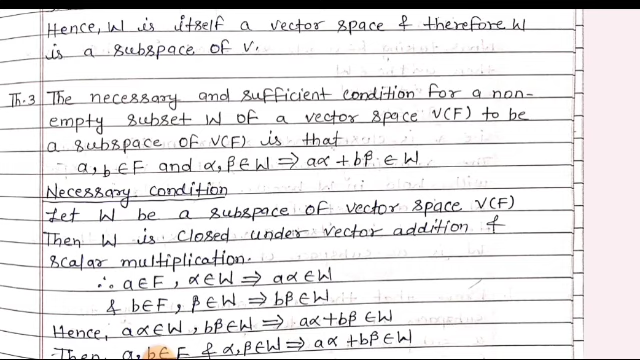 Hence, W is itself a vector space & therefore W
is a subspace of V.
Th.3 The necessary and sufficient condition for a non-
empty subset W of a vector space V(F) to be
a subspace of V(F) is that
a, b ∈ F and α, β ∈ W ⇒ aα + bβ ∈ W
Necessary condition
Let W be a subspace of vector space V(F)
Then W is closed under vector addition &
scalar multiplication.
∴ a ∈ F, α ∈ W ⇒ aα ∈ W
& b ∈ F, β ∈ W ⇒ bβ ∈ W
Hence, aα ∈ W, bβ ∈ W ⇒ aα + bβ ∈ W
Then a, b ∈ F & α, β ∈ W ⇒ aα + bβ ∈ W